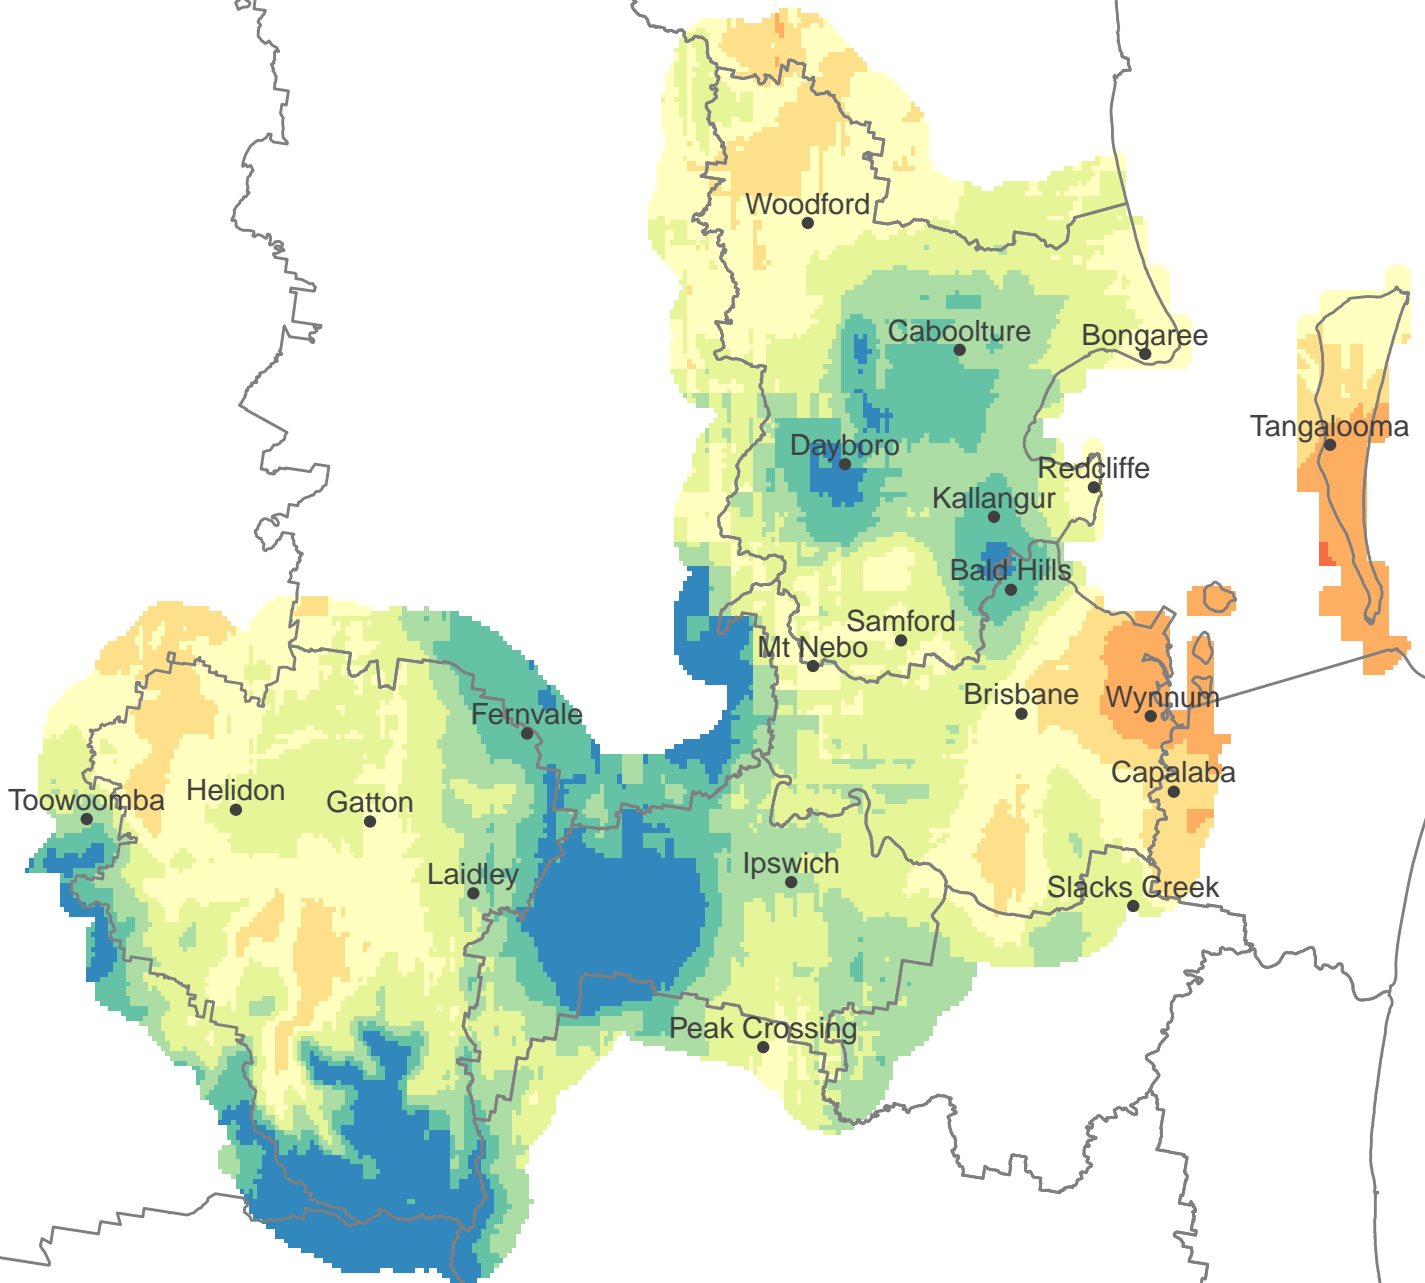 Woodford
Caboolture
Bongaree
Tangalooma
Dayboro
Redcliffe
Kallangur
Bald Hills
Samford
Mt Nebo
Brisbane
Wynnum
Fernvale
Capalaba
Toowoomba
Helidon
Gatton
Ipswich
Laidley
Slacks Creek
Peak Crossing